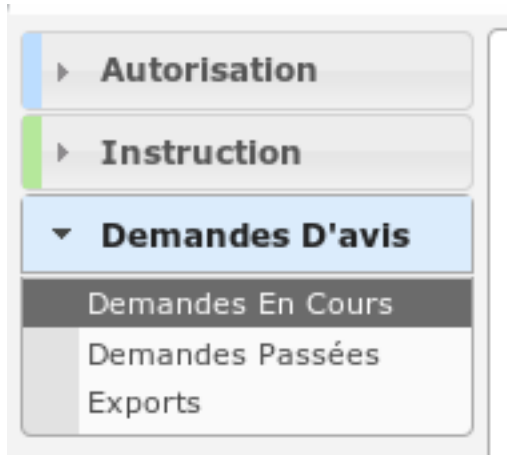 Autorisation
Instruction
Demandes D'avis
Demandes En Cours
Demandes Passées
Exports